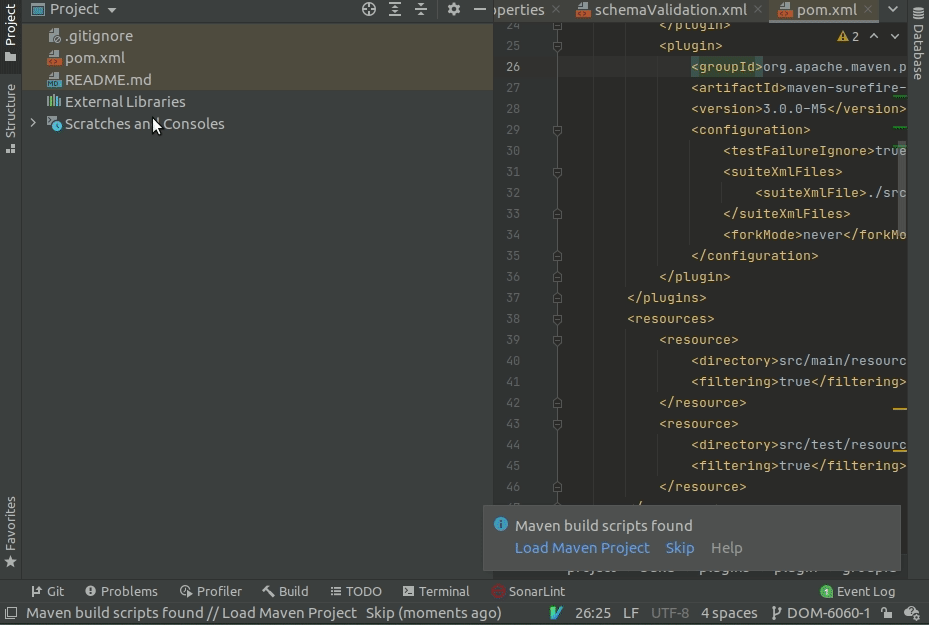 Project
Structure
Favorites
Project
.gitignore
pom.xml
README.md
External Libraries
Scratches and Consoles
operties
schemaValidation.xml
pom.xml
Database
2
24 </plugin>
25 <plugin>
26 <groupId>org.apache.maven.p
27 <artifactId>maven-surefire-
28 <version>3.0.0-M5</version>
29 <configuration>
30 <testFailureIgnore>true
31 <suiteXmlFiles>
32 <suiteXmlFile>./src
33 </suiteXmlFiles>
34 <forkMode>never</forkMo
35 </configuration>
36 </plugin>
37 </plugins>
38 <resources>
39 <resource>
40 <directory>src/main/resourc
41 <filtering>true</filtering>
42 </resource>
43 <resource>
44 <directory>src/test/resourc
45 <filtering>true</filtering>
46 </resource>
Maven build scripts found
Load Maven Project Skip Help
Git Problems Profiler Build TODO Terminal SonarLint Event Log
Maven build scripts found // Load Maven Project Skip (moments ago) 26:25 LF UTF-8 4 spaces DOM-6060-1